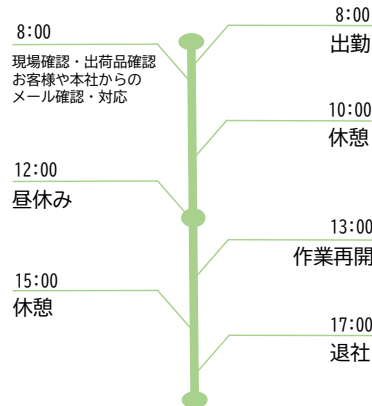 8:00
出勤
8:00
現場確認・出荷品確認
お客様や本社からの
メール確認・対応
10:00
休憩
12:00
昼休み
13:00
作業再開
15:00
休憩
17:00
退社